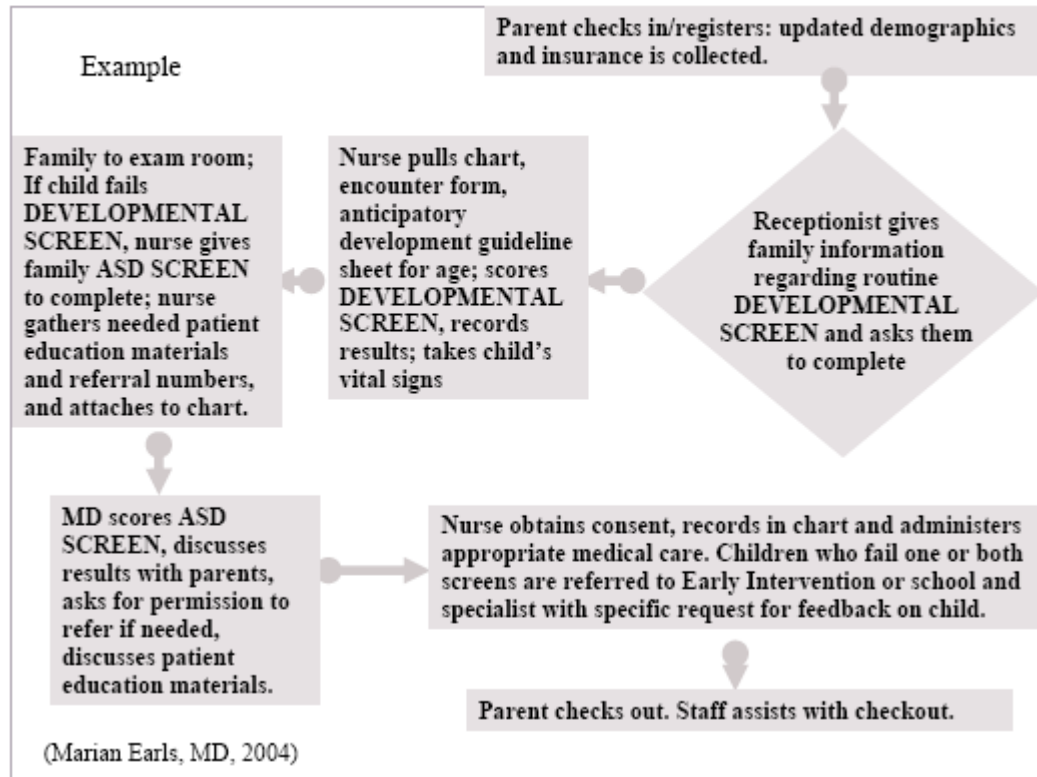 Example
Parent checks in/registers: updated demographics
and insurance is collected.
Receptionist gives
family information
regarding routine
DEVELOPMENTAL
SCREEN and asks them
to complete
Nurse pulls chart,
encounter form,
anticipatory
development guideline
sheet for age; scores
DEVELOPMENTAL
SCREEN, records
results; takes child's
vital signs
Family to exam room;
If child fails
DEVELOPMENTAL
SCREEN, nurse gives
family ASD SCREEN
to complete; nurse
gathers needed patient
education materials
and referral numbers,
and attaches to chart.
MD scores ASD
SCREEN, discusses
results with parents,
asks for permission to
refer if needed,
discusses patient
education materials.
Nurse obtains consent, records in chart and administers
appropriate medical care. Children who fail one or both
screens are referred to Early Intervention or school and
specialist with specific request for feedback on child.
Parent checks out. Staff assists with checkout.
(Marian Earls, MD, 2004)